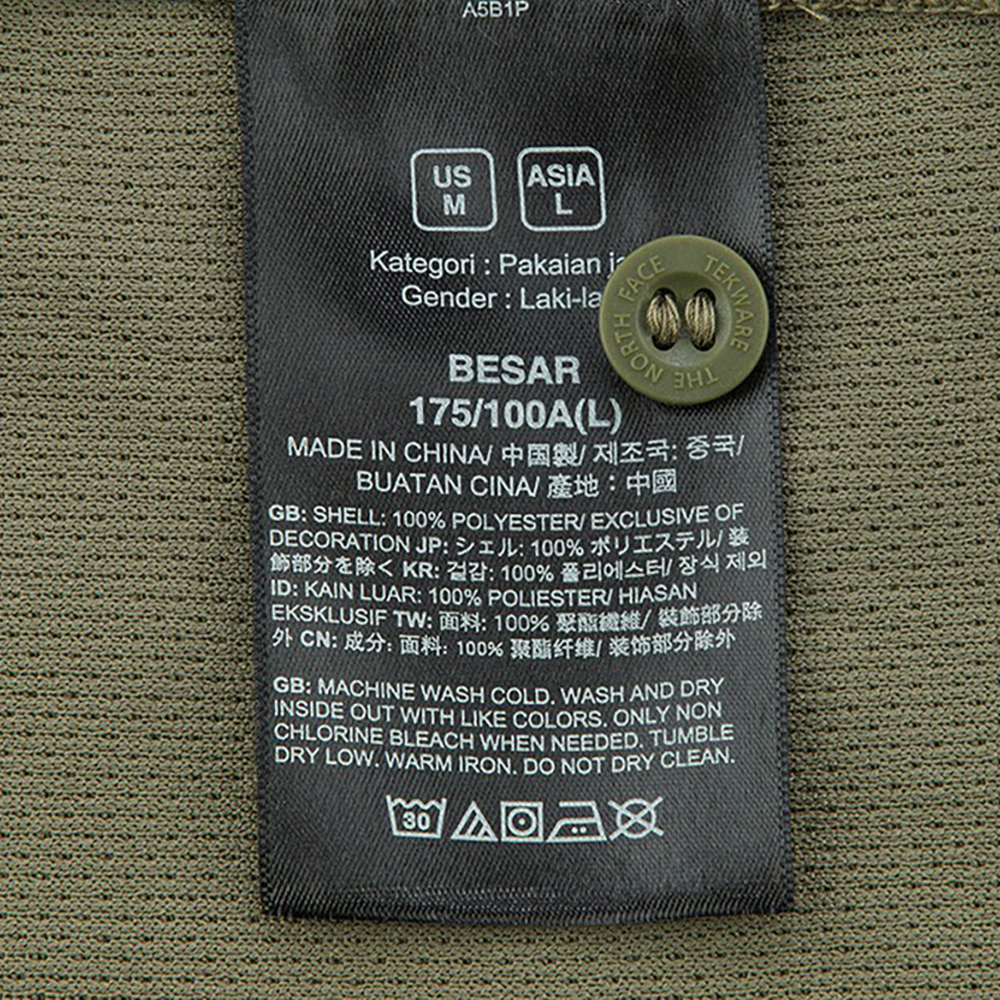 A5B1P
US
M
ASIA
L
Kategori : Pakaian
Gender : Laki-
THE NORTH FACE TEKWARE
BESAR
175/100A(L)
MADE IN CHINA/ 中国製/ 제조국: 중국/
BUATAN CINA/ 產地：中國
GB: SHELL: 100% POLYESTER/ EXCLUSIVE OF
DECORATION JP: シェル: 100% ポリエステル/ 装
飾部分を除く KR: 겉감: 100% 폴리에스터/ 장식 제외
ID: KAIN LUAR: 100% POLIESTER/ HIASAN
EKSKLUSIF TW: 面料: 100% 聚酯纖維/ 裝飾部分除
外 CN: 成分: 面料: 100% 聚酯纤维/ 装饰部分除外
GB: MACHINE WASH COLD. WASH AND DRY
INSIDE OUT WITH LIKE COLORS. ONLY NON
CHLORINE BLEACH WHEN NEEDED. TUMBLE
DRY LOW. WARM IRON. DO NOT DRY CLEAN.
30